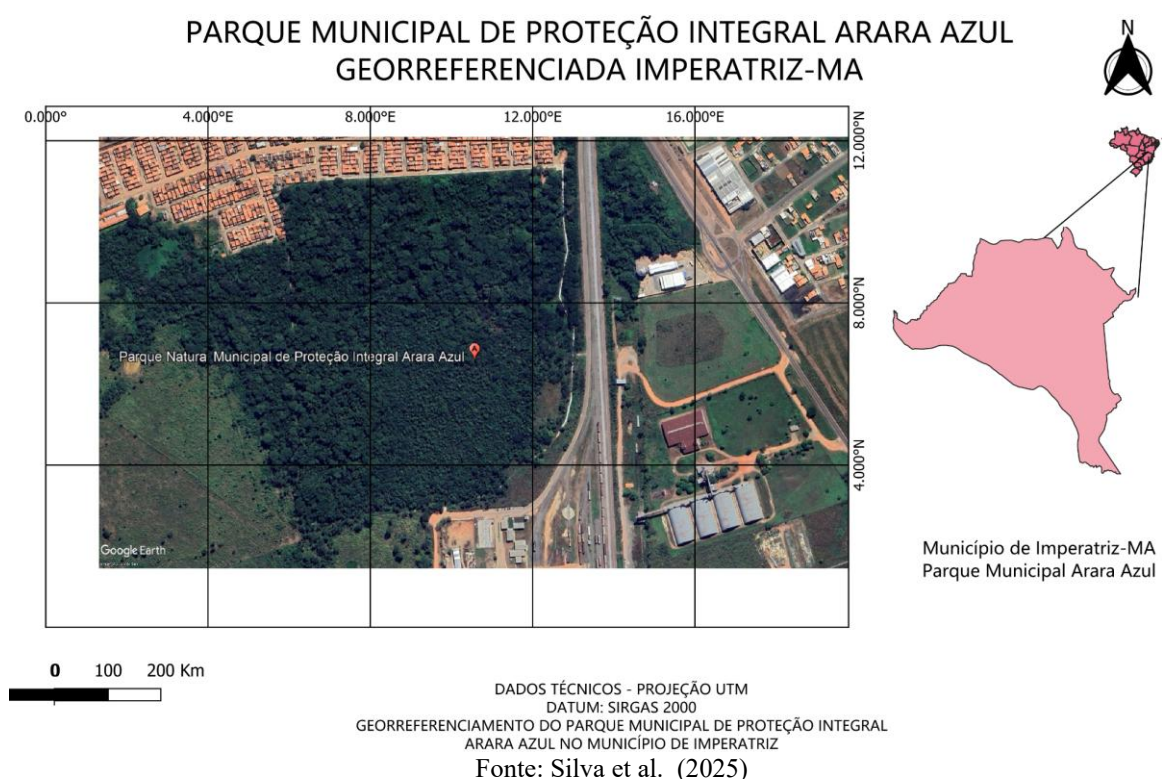 PARQUE MUNICIPAL DE PROTEÇÃO INTEGRAL ARARA AZUL
GEORREFERENCIADA IMPERATRIZ-MA
N
0.000°
4.000°E
8.000°E
12.000°E
16.000°E
12.000°N
8.000°N
4.000°N
Parque Natura Municipal de Proteção Integral Arara Azul
Google Earth
Município de Imperatriz-MA
Parque Municipal Arara Azul
0 100 200 Km
DADOS TÉCNICOS - PROJEÇÃO UTM
DATUM: SIRGAS 2000
GEORREFERENCIAMENTO DO PARQUE MUNICIPAL DE PROTEÇÃO INTEGRAL
ARARA AZUL NO MUNICÍPIO DE IMPERATRIZ
Fonte: Silva et al. (2025)